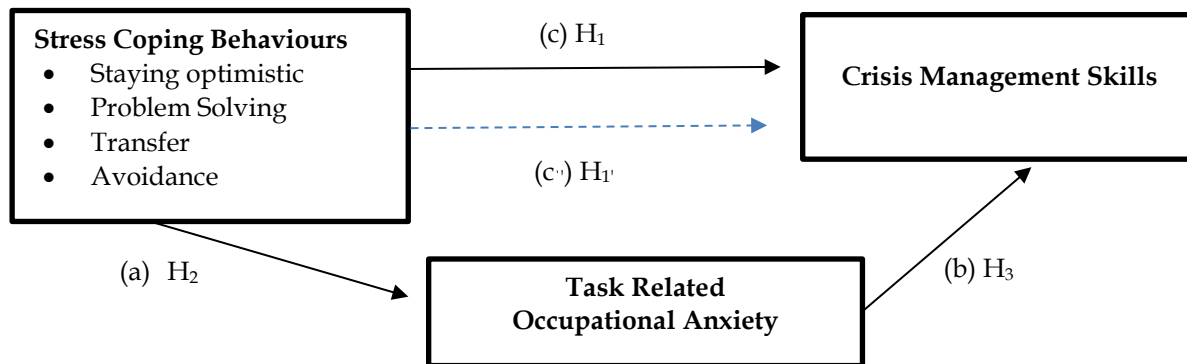 Stress Coping Behaviours
• Staying optimistic
• Problem Solving
• Transfer
• Avoidance
(c) H₁
(c'') H₁'
Crisis Management Skills
(a) H₂
Task Related
Occupational Anxiety
(b) H₃